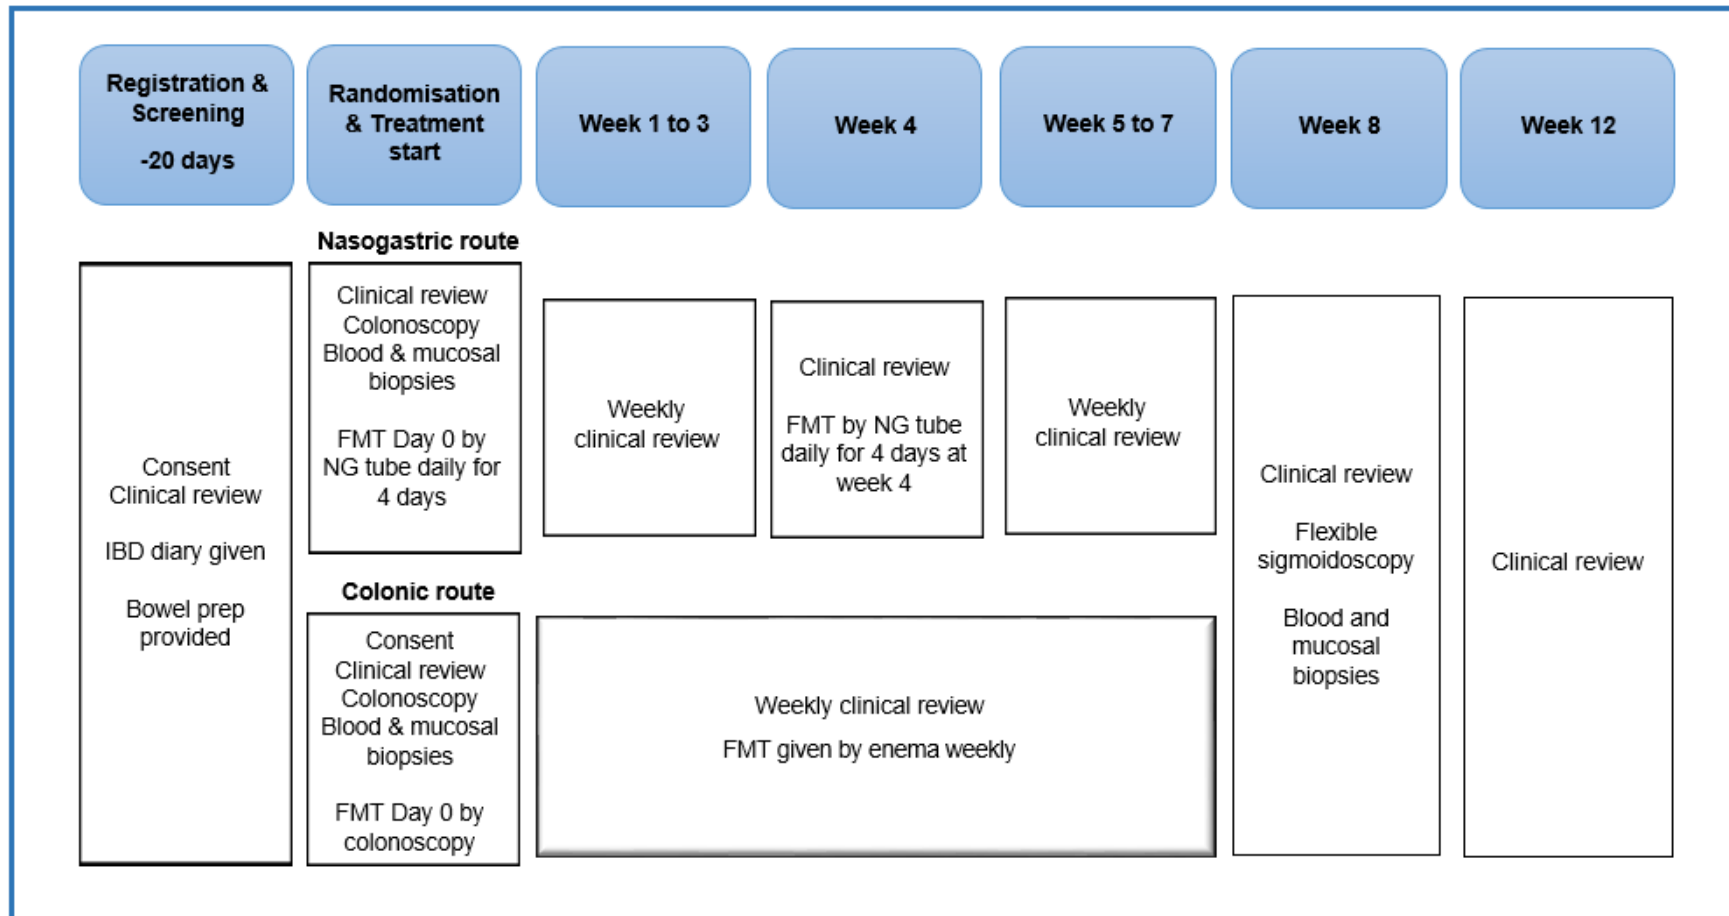 Registration &
Screening
-20 days
Randomisation
& Treatment
start
Week 1 to 3
Week 4
Week 5 to 7
Week 8
Week 12
Consent
Clinical review
IBD diary given
Bowel prep
provided
Nasogastric route
Clinical review
Colonoscopy
Blood & mucosal
biopsies
FMT Day 0 by
NG tube daily for
4 days
Weekly
clinical review
Clinical review
FMT by NG tube
daily for 4 days at
week 4
Weekly
clinical review
Colonic route
Consent
Clinical review
Colonoscopy
Blood & mucosal
biopsies
FMT Day 0 by
colonoscopy
Weekly clinical review
FMT given by enema weekly
Clinical review
Flexible
sigmoidoscopy
Blood and
mucosal
biopsies
Clinical review